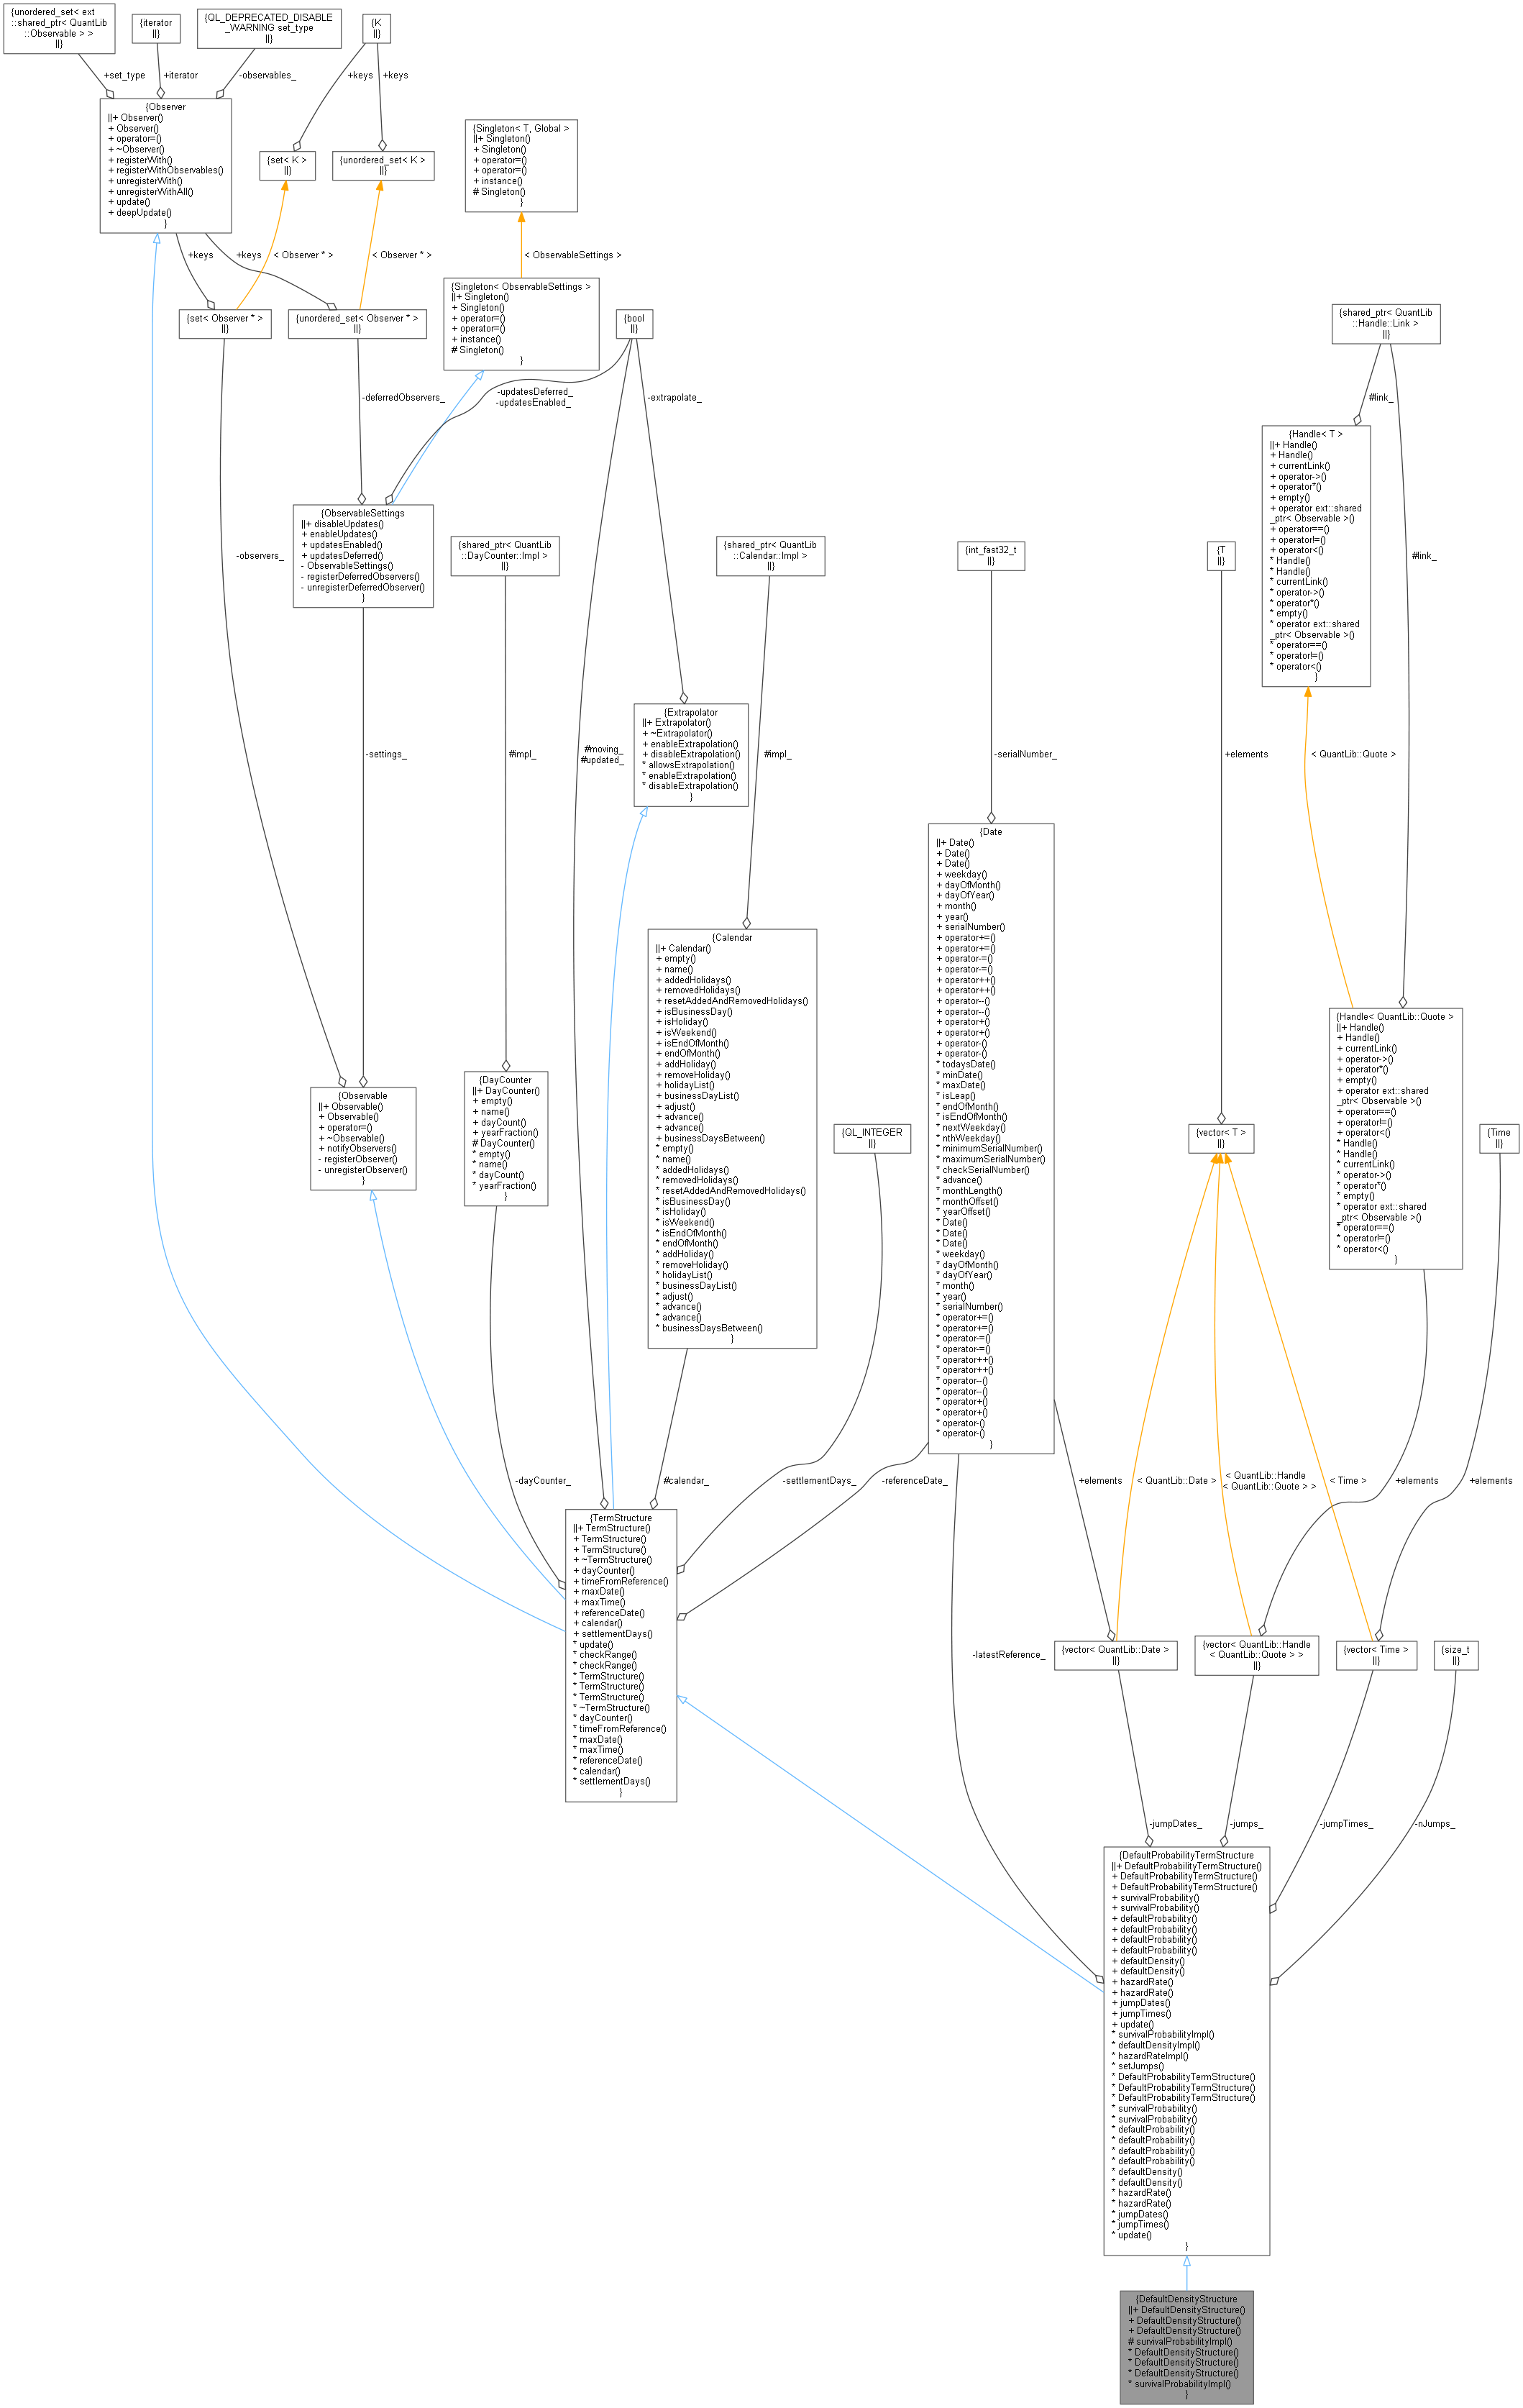 {unordered_set< ext
::shared_ptr< QuantLib
::Observable > >
||}
{iterator
||}
{QL_DEPRECATED_DISABLE
_WARNING set_type
||}
{K
||}
+set_type
+iterator
-observables_
+keys
+keys
{Observer
||+ Observer()
+ Observer()
+ operator=()
+ ~Observer()
+ registerWith()
+ registerWithObservables()
+ unregisterWith()
+ unregisterWithAll()
+ update()
+ deepUpdate()
}
{set< K >
||}
{unordered_set< K >
||}
{Singleton< T, Global >
||+ Singleton()
+ Singleton()
+ operator=()
+ operator=()
+ instance()
# Singleton()
}
+keys
+keys
< Observer * >
< Observer * >
< ObservableSettings >
{set< Observer * >
||}
{unordered_set< Observer * >
||}
{Singleton< ObservableSettings >
||+ Singleton()
+ Singleton()
+ operator=()
+ operator=()
+ instance()
# Singleton()
}
{bool
||}
{shared_ptr< QuantLib
::Handle::Link >
||}
-deferredObservers_
-updatesDeferred_
-updatesEnabled_
-extrapolate_
#link_
{Handle< T >
||+ Handle()
+ Handle()
+ currentLink()
+ operator->()
+ operator*()
+ empty()
+ operator ext::shared
_ptr< Observable >()
+ operator==()
+ operator!=()
+ operator<()
* Handle()
* Handle()
* currentLink()
* operator->()
* operator*()
* empty()
* operator ext::shared
_ptr< Observable >()
* operator==()
* operator!=()
* operator<()
}
-observers_
{ObservableSettings
||+ disableUpdates()
+ enableUpdates()
+ updatesEnabled()
+ updatesDeferred()
- ObservableSettings()
- registerDeferredObservers()
- unregisterDeferredObserver()
}
{shared_ptr< QuantLib
::DayCounter::Impl >
||}
{shared_ptr< QuantLib
::Calendar::Impl >
||}
{int_fast32_t
||}
{T
||}
#link_
{Extrapolator
||+ Extrapolator()
+ ~Extrapolator()
+ enableExtrapolation()
+ disableExtrapolation()
* allowsExtrapolation()
* enableExtrapolation()
* disableExtrapolation()
}
-settings_
#impl_
#moving_
#updated_
#impl_
-serialNumber_
+elements
< QuantLib::Quote >
{Date
||+ Date()
+ Date()
+ Date()
+ weekday()
+ dayOfMonth()
+ dayOfYear()
+ month()
+ year()
+ serialNumber()
+ operator+=()
+ operator+=()
+ operator-=()
+ operator-=()
+ operator++()
+ operator++()
+ operator--()
+ operator--()
+ operator+()
+ operator+()
+ operator-()
+ operator-()
* todaysDate()
* minDate()
* maxDate()
* isLeap()
* endOfMonth()
* isEndOfMonth()
* nextWeekday()
* nthWeekday()
* minimumSerialNumber()
* maximumSerialNumber()
* checkSerialNumber()
* advance()
* monthLength()
* monthOffset()
* yearOffset()
* Date()
* Date()
* Date()
* weekday()
* dayOfMonth()
* dayOfYear()
* month()
* year()
* serialNumber()
* operator+=()
* operator+=()
* operator-=()
* operator-=()
* operator++()
* operator++()
* operator--()
* operator--()
* operator+()
* operator+()
* operator-()
* operator-()
}
{Calendar
||+ Calendar()
+ empty()
+ name()
+ addedHolidays()
+ removedHolidays()
+ resetAddedAndRemovedHolidays()
+ isBusinessDay()
+ isHoliday()
+ isWeekend()
+ isEndOfMonth()
+ endOfMonth()
+ addHoliday()
+ removeHoliday()
+ holidayList()
+ businessDayList()
+ adjust()
+ advance()
+ advance()
+ businessDaysBetween()
* empty()
* name()
* addedHolidays()
* removedHolidays()
* resetAddedAndRemovedHolidays()
* isBusinessDay()
* isHoliday()
* isWeekend()
* isEndOfMonth()
* endOfMonth()
* addHoliday()
* removeHoliday()
* holidayList()
* businessDayList()
* adjust()
* advance()
* advance()
* businessDaysBetween()
}
{Handle< QuantLib::Quote >
||+ Handle()
+ Handle()
+ currentLink()
+ operator->()
+ operator*()
+ empty()
+ operator ext::shared
_ptr< Observable >()
+ operator==()
+ operator!=()
+ operator<()
* Handle()
* Handle()
* currentLink()
* operator->()
* operator*()
* empty()
* operator ext::shared
_ptr< Observable >()
* operator==()
* operator!=()
* operator<()
}
{Observable
||+ Observable()
+ Observable()
+ operator=()
+ ~Observable()
+ notifyObservers()
- registerObserver()
- unregisterObserver()
}
{DayCounter
||+ DayCounter()
+ empty()
+ name()
+ dayCount()
+ yearFraction()
# DayCounter()
* empty()
* name()
* dayCount()
* yearFraction()
}
{QL_INTEGER
||}
{vector< T >
||}
{Time
||}
-dayCounter_
#calendar_
-settlementDays_
-referenceDate_
+elements
< QuantLib::Date >
< QuantLib::Handle
< QuantLib::Quote > >
< Time >
+elements
+elements
{TermStructure
||+ TermStructure()
+ TermStructure()
+ TermStructure()
+ ~TermStructure()
+ dayCounter()
+ timeFromReference()
+ maxDate()
+ maxTime()
+ referenceDate()
+ calendar()
+ settlementDays()
* update()
* checkRange()
* checkRange()
* TermStructure()
* TermStructure()
* TermStructure()
* ~TermStructure()
* dayCounter()
* timeFromReference()
* maxDate()
* maxTime()
* referenceDate()
* calendar()
* settlementDays()
}
-latestReference_
{vector< QuantLib::Date >
||}
{vector< QuantLib::Handle
< QuantLib::Quote > >
||}
{vector< Time >
||}
{size_t
||}
-jumpDates_
-jumps_
-jumpTimes_
-nJumps_
{DefaultProbabilityTermStructure
||+ DefaultProbabilityTermStructure()
+ DefaultProbabilityTermStructure()
+ DefaultProbabilityTermStructure()
+ survivalProbability()
+ survivalProbability()
+ defaultProbability()
+ defaultProbability()
+ defaultProbability()
+ defaultProbability()
+ defaultDensity()
+ defaultDensity()
+ hazardRate()
+ hazardRate()
+ jumpDates()
+ jumpTimes()
+ update()
* survivalProbabilityImpl()
* defaultDensityImpl()
* hazardRateImpl()
* setJumps()
* DefaultProbabilityTermStructure()
* DefaultProbabilityTermStructure()
* DefaultProbabilityTermStructure()
* survivalProbability()
* survivalProbability()
* defaultProbability()
* defaultProbability()
* defaultProbability()
* defaultProbability()
* defaultDensity()
* defaultDensity()
* hazardRate()
* hazardRate()
* jumpDates()
* jumpTimes()
* update()
}
{DefaultDensityStructure
||+ DefaultDensityStructure()
+ DefaultDensityStructure()
+ DefaultDensityStructure()
# survivalProbabilityImpl()
* DefaultDensityStructure()
* DefaultDensityStructure()
* DefaultDensityStructure()
* survivalProbabilityImpl()
}